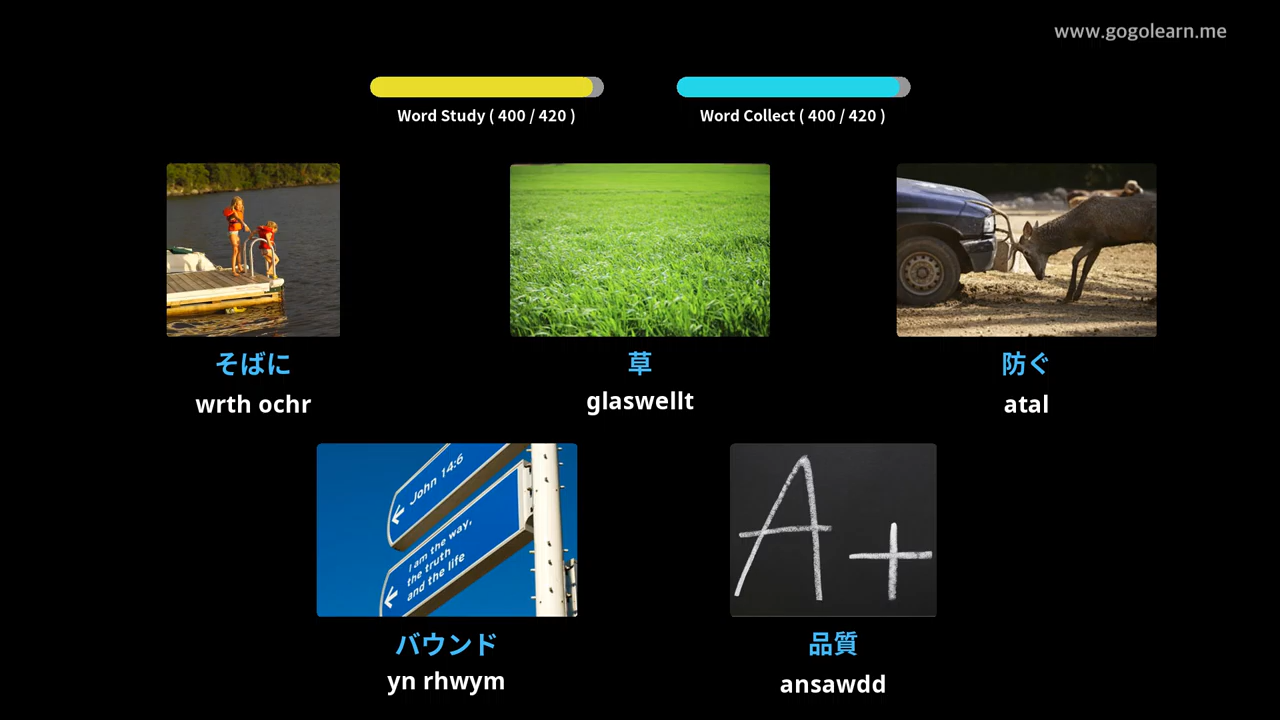 www.gogolearn.me
Word Study ( 400 / 420 )
Word Collect ( 400 / 420 )
そばに
wrth ochr
草
glaswellt
防ぐ
atal
John 14:6
I am the way,
the truth
and the life
バウンド
yn rhwym
A+
品質
ansawdd